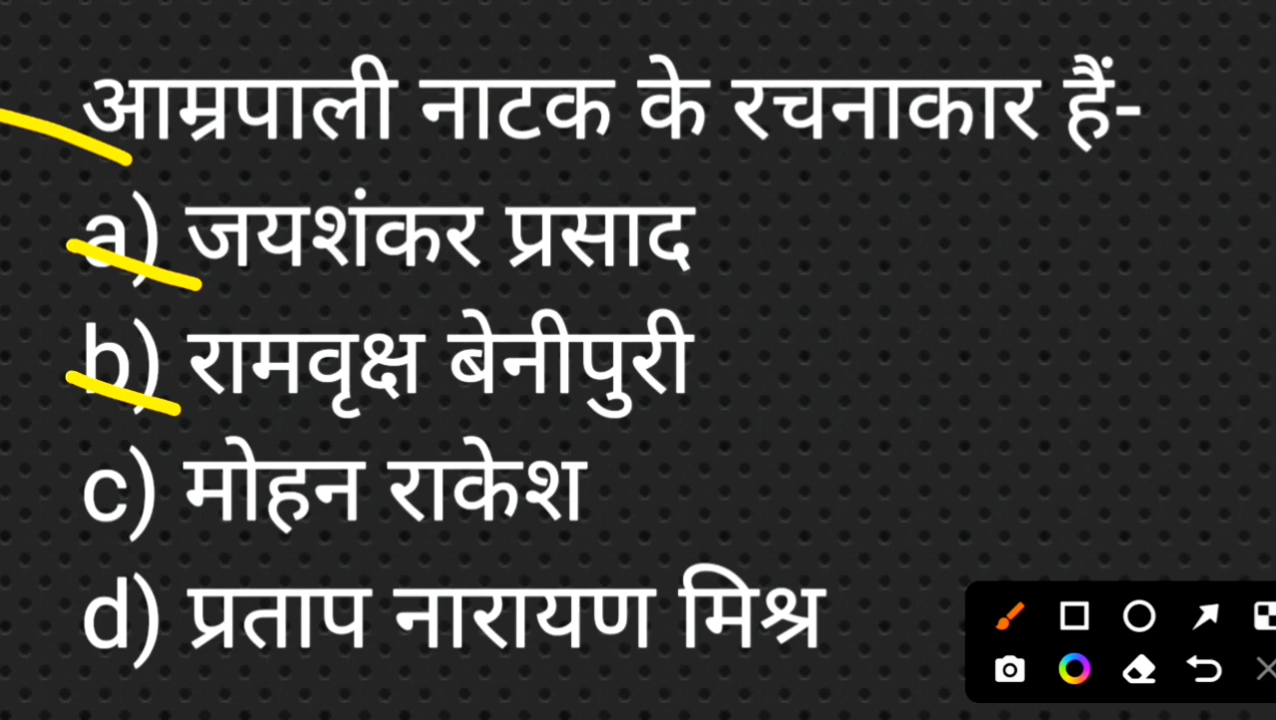 आम्रपाली नाटक के रचनाकार हैं-
a) जयशंकर प्रसाद
b) रामवृक्ष बेनीपुरी
c) मोहन राकेश
d) प्रताप नारायण मिश्र